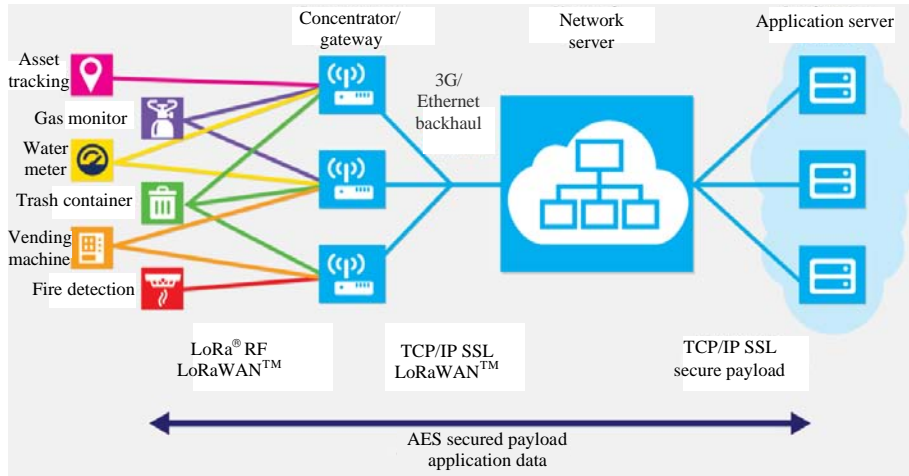 Concentrator/
gateway
Network
server
Application server
Asset
tracking
Gas monitor
Water
meter
Trash container
Vending
machine
Fire detection
3G/
Ethernet
backhaul
LoRa® RF
LoRaWAN™
TCP/IP SSL
LoRaWAN™
TCP/IP SSL
secure payload
AES secured payload
application data